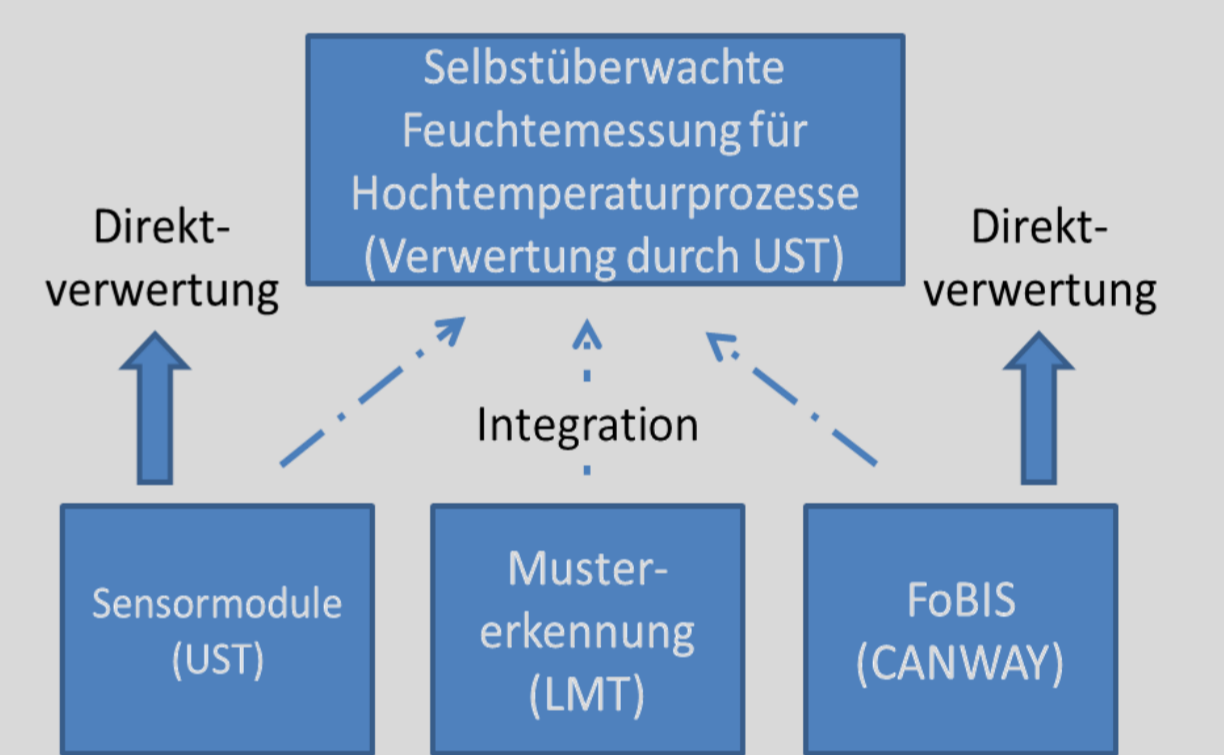 Selbstüberwachte
Feuchtemessung für
Hochtemperaturprozesse
(Verwertung durch UST)
Direkt-
verwertung
Direkt-
verwertung
Integration
Sensormodule
(UST)
Muster-
erkennung
(LMT)
FoBIS
(CANWAY)